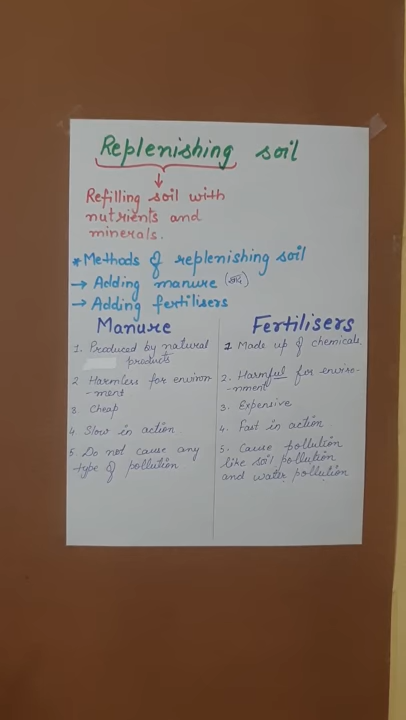 Replenishing soil
Refilling soil with
nutrients and
minerals.
* Methods of replenishing soil
→ Adding manure
→ Adding fertilisers
Manure
1. Produced by natural
products
2 Harmless for environ-
-ment
3. Cheap
4. Slow in action
5 Do not cause any
type of pollution
Fertilisers
1. Made up of chemicals.
2. Harmful for enviro-
-nment
3. Expensive
4. Fast in action
5. Cause pollution
like soil pollution
and water pollution